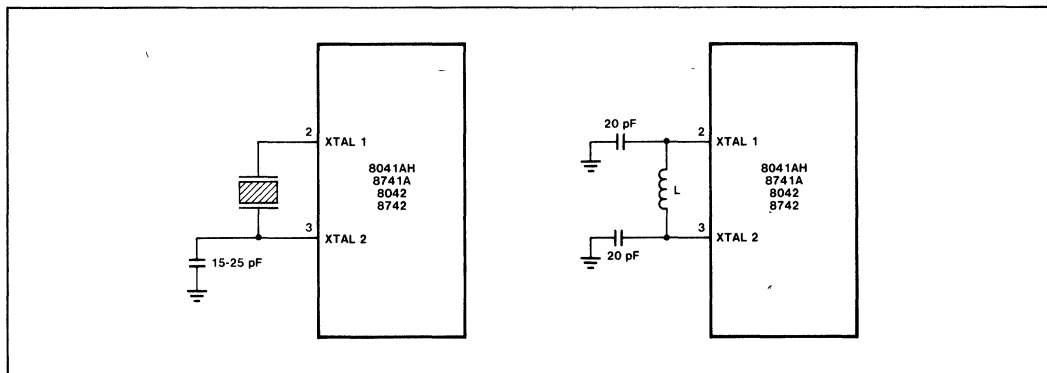 2
XTAL 1
8041AH
8741A
8042
8742
3
XTAL 2
15-25 pF
20 pF
2
XTAL 1
8041AH
8741A
8042
8742
L
3
XTAL 2
20 pF